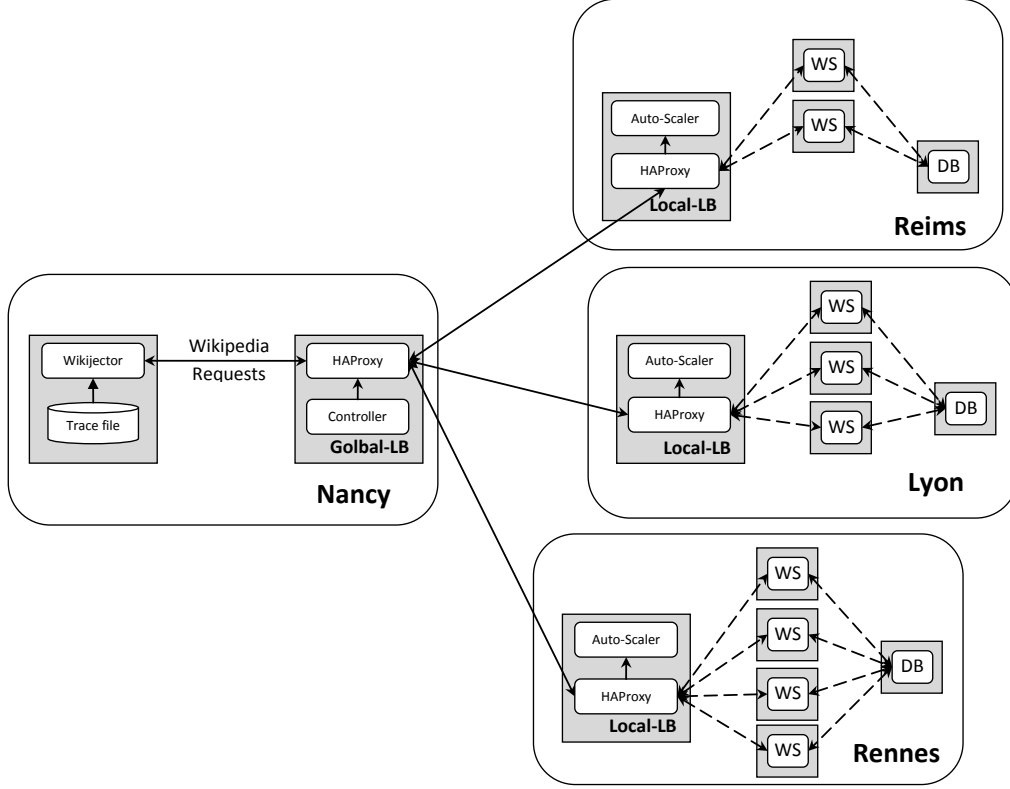 WS
WS
Auto-Scaler
HAProxy
Local-LB
DB
Reims
Wikijector
Trace file
Wikipedia
Requests
HAProxy
Controller
Golbal-LB
Nancy
WS
WS
WS
Auto-Scaler
HAProxy
Local-LB
DB
Lyon
WS
WS
WS
WS
Auto-Scaler
HAProxy
Local-LB
DB
Rennes